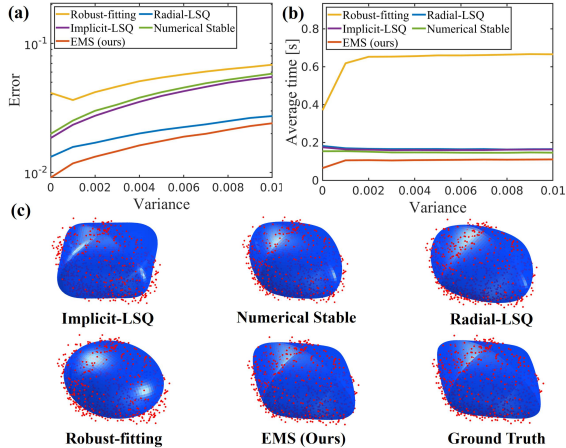 (a)
Robust-fitting Radial-LSQ
Implicit-LSQ Numerical Stable
EMS (ours)
10^-1
10^-2
Error
0 0.002 0.004 0.006 0.008 0.01
Variance
(b)
Robust-fitting Radial-LSQ
Implicit-LSQ Numerical Stable
EMS (ours)
0.8
0.6
0.4
0.2
0
Average time [s]
0 0.002 0.004 0.006 0.008 0.01
Variance
(c)
Implicit-LSQ Numerical Stable Radial-LSQ
Robust-fitting EMS (Ours) Ground Truth